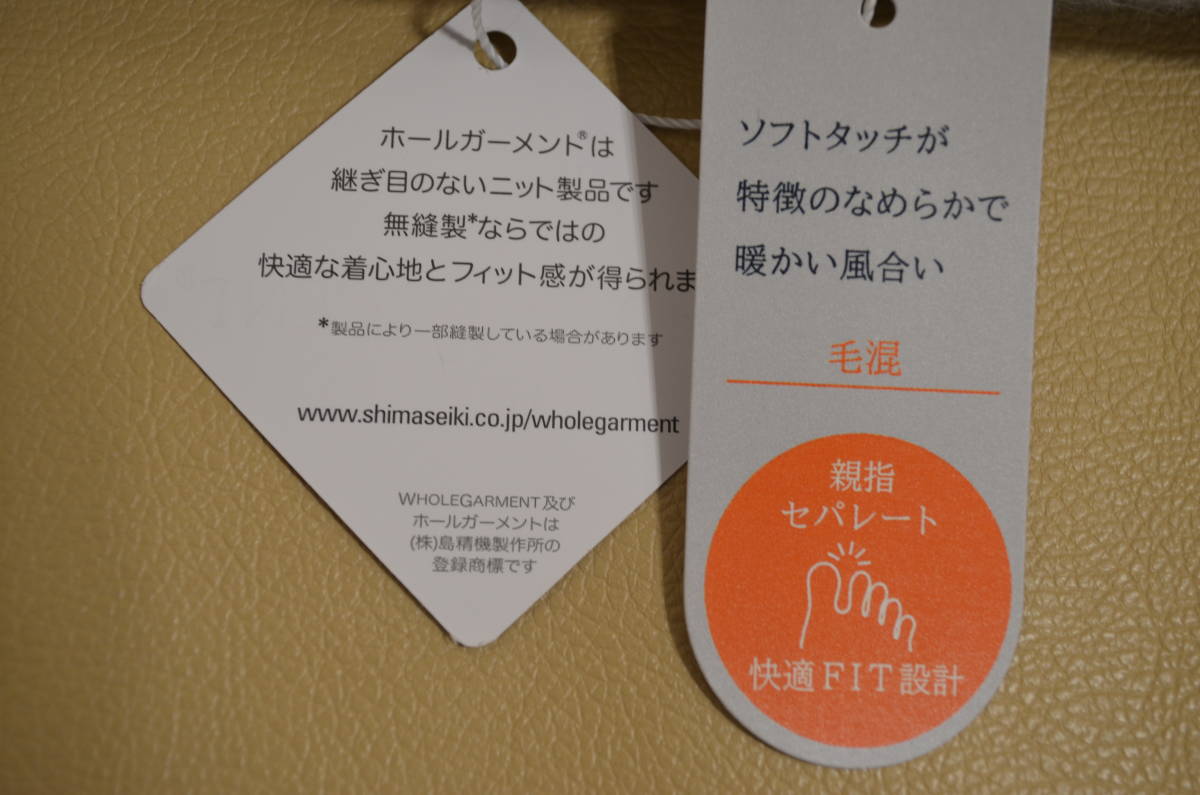 ホールガーメント®は
継ぎ目のないニット製品です
無縫製*ならではの
快適な着心地とフィット感が得られま
*製品により一部縫製している場合があります
www.shimaseiki.co.jp/wholegarment
WHOLEGARMENT及び
ホールガーメントは
(株)島精機製作所の
登録商標です
ソフトタッチが
特徴のなめらかで
暖かい風合い
毛混
親指
セパレート
快適FIT設計